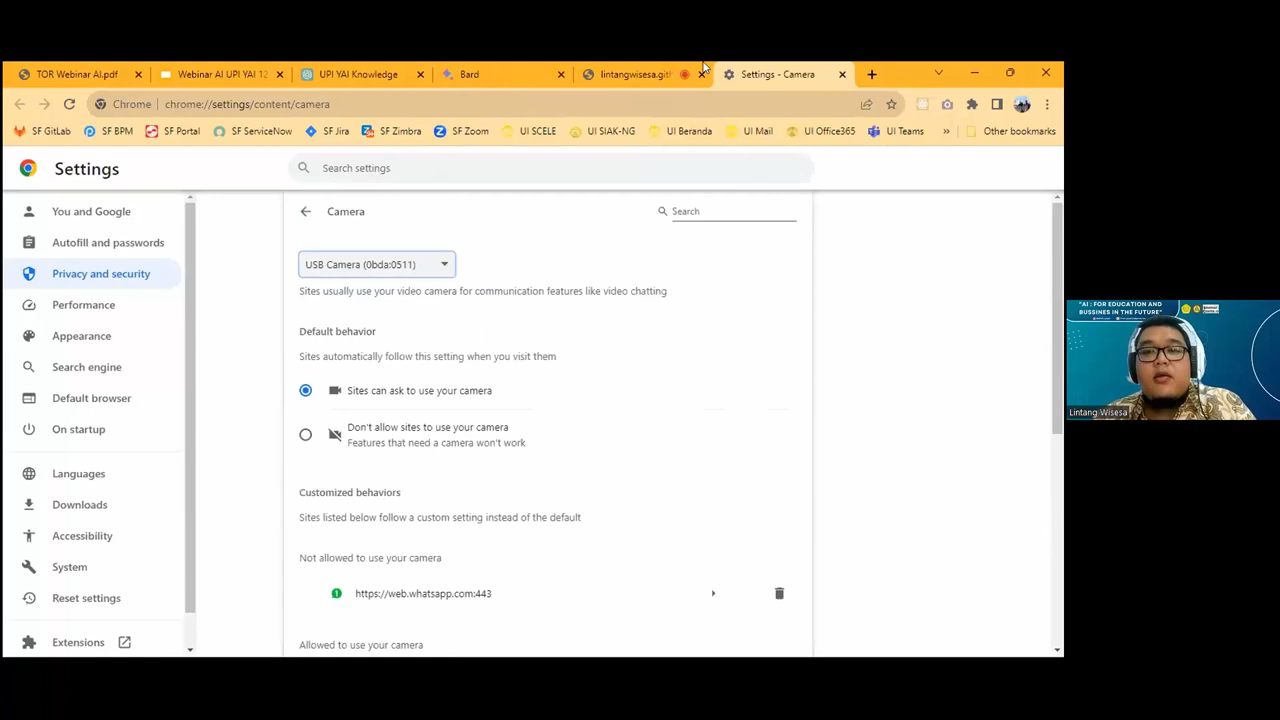 TOR Webinar AI.pdf
Webinar AI UPI YAI 12
UPI YAI Knowledge
Bard
lintangwisesa.git
Settings - Camera
Chrome
chrome://settings/content/camera
SF GitLab
SF BPM
SF Portal
SF ServiceNow
SF Jira
SF Zimbra
SF Zoom
UI SCELE
UI SIAK-NG
UI Beranda
UI Mail
UI Office365
UI Teams
»
Other bookmarks
Settings
Search settings
You and Google
Autofill and passwords
Privacy and security
Performance
Appearance
Search engine
Default browser
On startup
Languages
Downloads
Accessibility
System
Reset settings
Extensions
Camera
Search
USB Camera (0bda:0511)
Sites usually use your video camera for communication features like video chatting
Default behavior
Sites automatically follow this setting when you visit them
Sites can ask to use your camera
Don't allow sites to use your camera
Features that need a camera won't work
Customized behaviors
Sites listed below follow a custom setting instead of the default
Not allowed to use your camera
1
https://web.whatsapp.com:443
Allowed to use your camera
"AI : FOR EDUCATION AND
BUSSINES IN THE FUTURE"
Lintang Wisesa